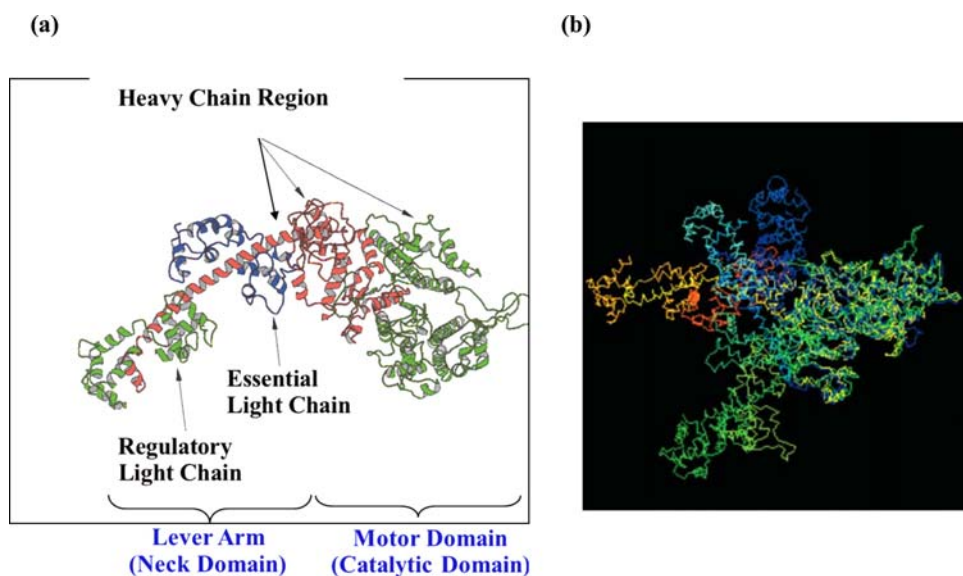 (a)
(b)
Heavy Chain Region
Essential
Light Chain
Regulatory
Light Chain
Lever Arm
(Neck Domain)
Motor Domain
(Catalytic Domain)